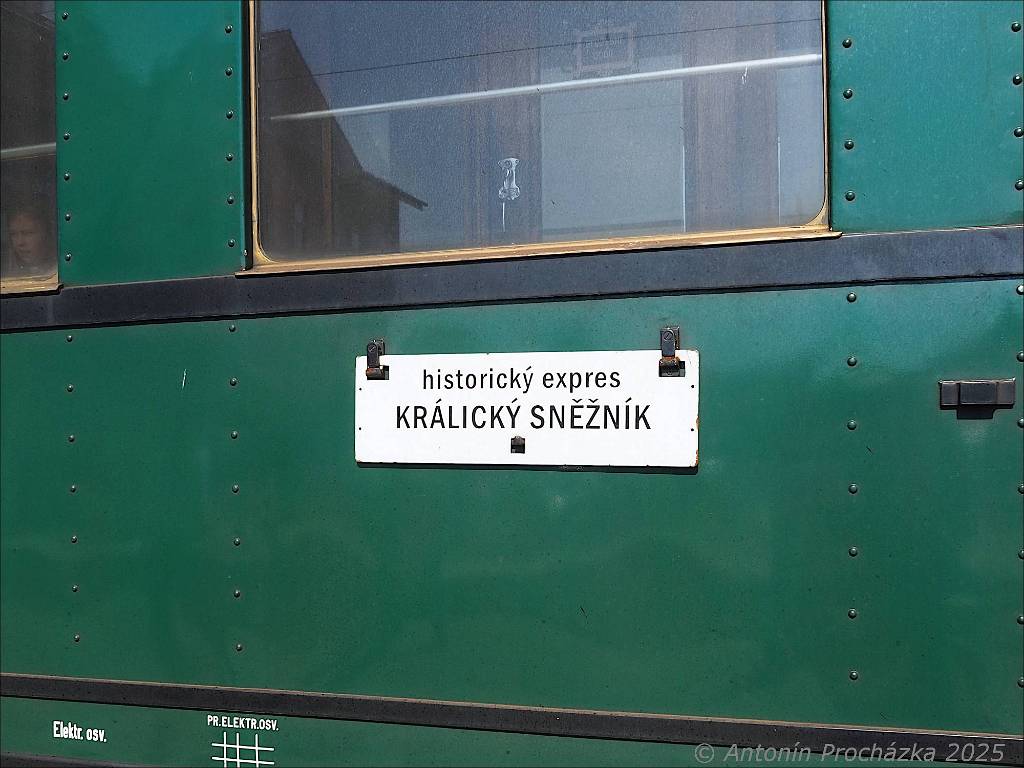 historický expres
KRÁLICKÝ SNĚŽNÍK
Elektr. osv.
PR.ELEKTR.OSV.
© Antonín Procházka 2025